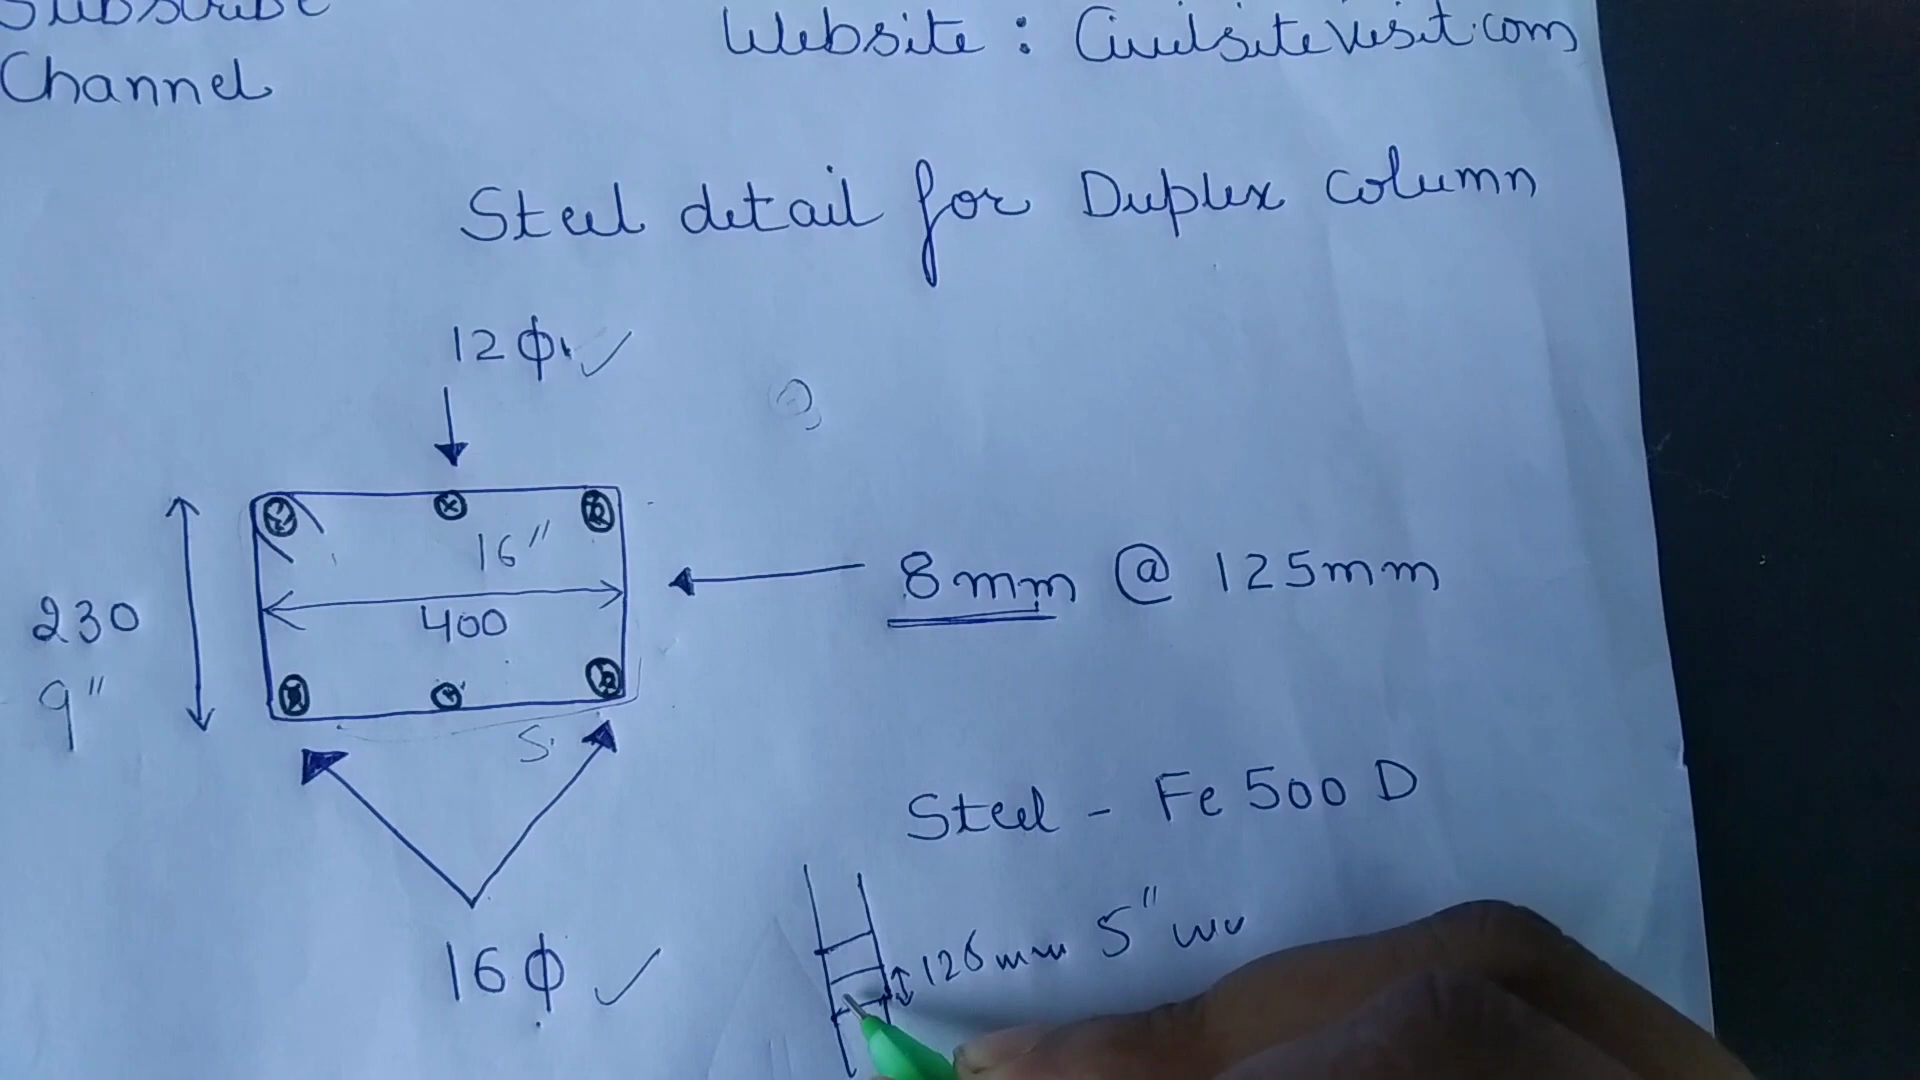 Subscribe
Channel
Website : Civilsitevisit.com
Steel detail for Duplex column
12ϕ
16"
400
230
9"
8mm @ 125mm
S
16ϕ
Steel - Fe 500 D
125mm 5"